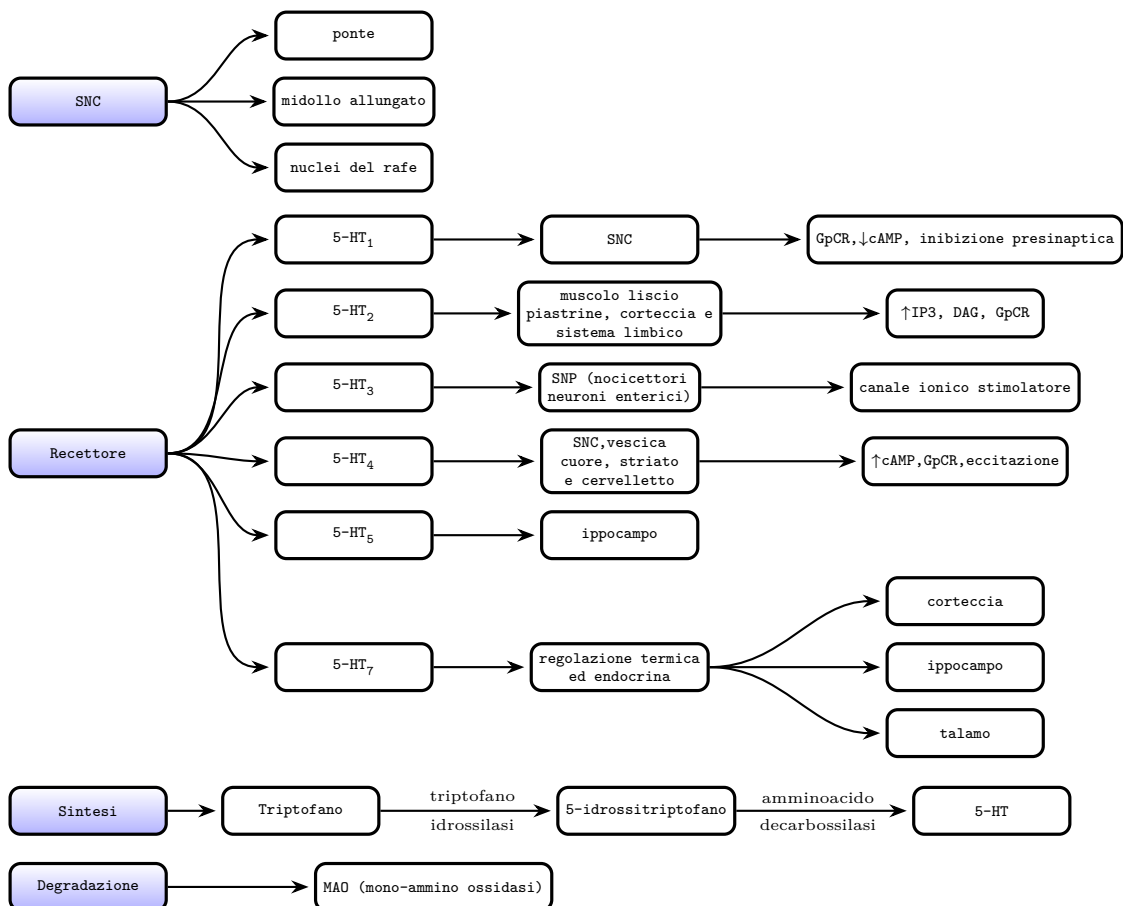 ponte
SNC
midollo allungato
nuclei del rafe
5-HT₁
SNC
GpCR,↓cAMP, inibizione presinaptica
5-HT₂
muscolo liscio
piastrine, corteccia e
sistema limbico
↑IP3, DAG, GpCR
5-HT₃
SNP (nocicettori
neuroni enterici)
canale ionico stimolatore
Recettore
5-HT₄
SNC,vescica
cuore, striato
e cervelletto
↑cAMP,GpCR,eccitazione
5-HT₅
ippocampo
5-HT₇
regolazione termica
ed endocrina
corteccia
ippocampo
talamo
Sintesi
Triptofano
triptofano
idrossilasi
5-idrossitriptofano
amminoacido
decarbossilasi
5-HT
Degradazione
MAO (mono-ammino ossidasi)